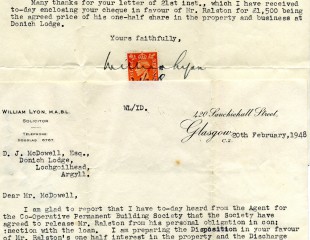 Many thanks for your letter of 21st inst., which I have received
to-day enclosing your cheque in favour of Mr. Ralston for £1,500 being
the agreed price of his one-half share in the property and business at
Donich Lodge.
Yours faithfully,
William Lyon
WL/ID.
WILLIAM LYON, M.A.B.L.
SOLICITOR
TELEPHONE:
DOUGLAS
420 Sauchiehall Street,
Glasgow 20th February, 1948
C.2.
D. J. McDowell, Esq.,
Donich Lodge,
Lochgoilhead,
Argyll.
Dear Mr. McDowell,
I am glad to report that I have to-day heard from the Agent for
the Co-Operative Permanent Building Society that the Society have
agreed to release Mr. Ralston from his personal obligation in con:
:nection with the loan. I am preparing the Disposition in your favour
of Mr. Ralston's one half interest in the property and the Discharge